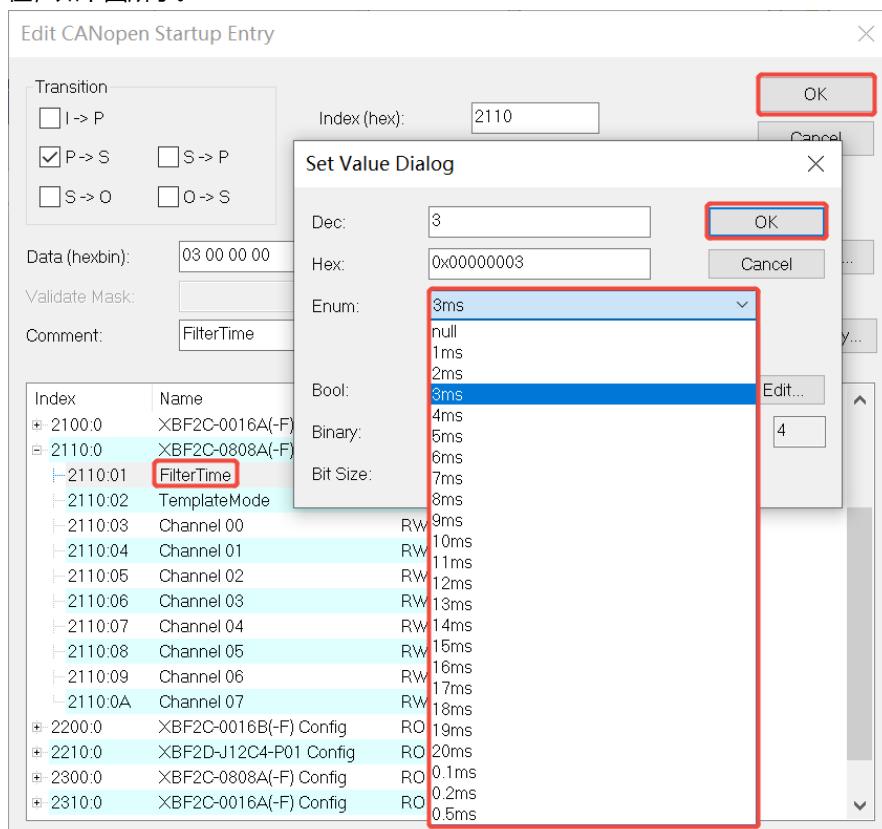 Edit CANopen Startup Entry
Transition
I -> P
P -> S
S -> P
S -> O
O -> S
Index (hex):
2110
OK
Cancel
Data (hexbin):
03 00 00 00
...
Validate Mask:
Comment:
FilterTime
y...
Set Value Dialog
Dec:
3
OK
Hex:
0x00000003
Cancel
Enum:
3ms
null
1ms
2ms
3ms
4ms
5ms
6ms
7ms
8ms
9ms
10ms
11ms
12ms
13ms
14ms
15ms
16ms
17ms
18ms
19ms
20ms
0.1ms
0.2ms
0.5ms
Bool:
Edit...
Binary:
4
Bit Size:
Index Name
2100:0 XBF2C-0016A(-F)
2110:0 XBF2C-0808A(-F)
2110:01 FilterTime
2110:02 TemplateMode
2110:03 Channel 00 RW
2110:04 Channel 01 RW
2110:05 Channel 02 RW
2110:06 Channel 03 RW
2110:07 Channel 04 RW
2110:08 Channel 05 RW
2110:09 Channel 06 RW
2110:0A Channel 07 RW
2200:0 XBF2C-0016B(-F) Config RO
2210:0 XBF2D-J12C4-P01 Config RO
2300:0 XBF2C-0808A(-F) Config RO
2310:0 XBF2C-0016A(-F) Config RO